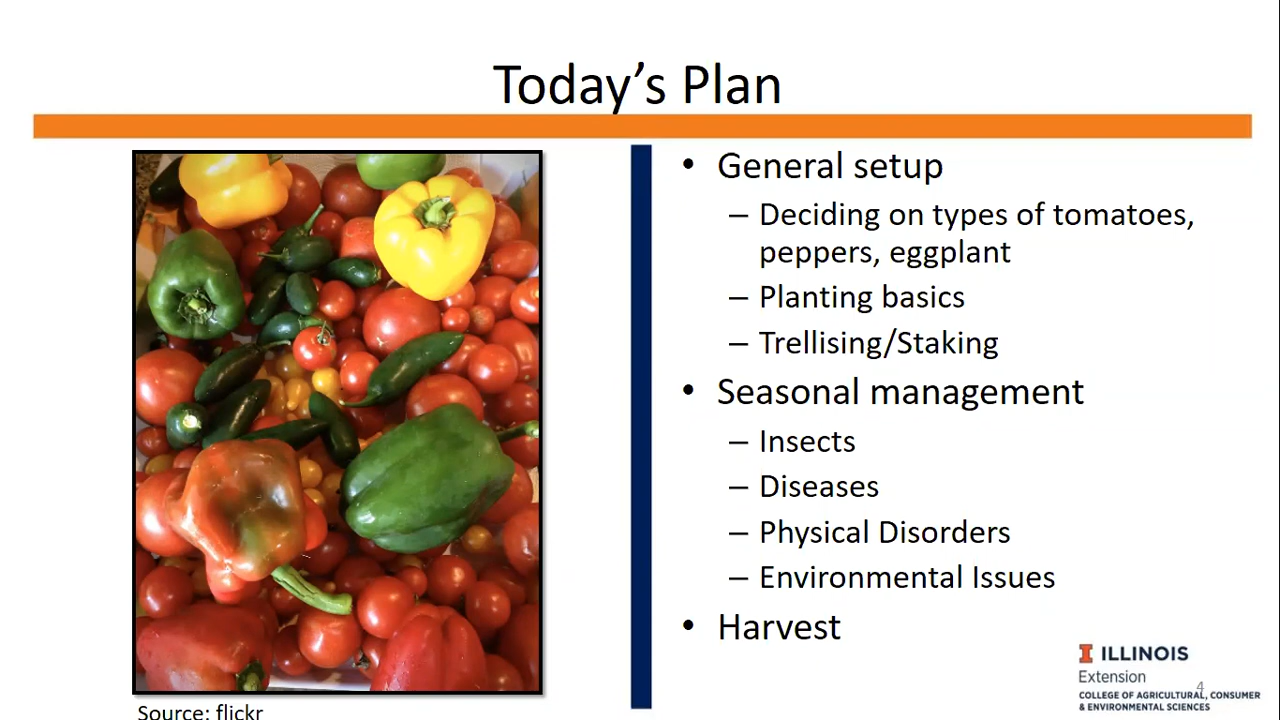 Today’s Plan
• General setup
– Deciding on types of tomatoes,
peppers, eggplant
– Planting basics
– Trellising/Staking
• Seasonal management
– Insects
– Diseases
– Physical Disorders
– Environmental Issues
• Harvest
Source: flickr
I ILLINOIS
Extension
4
COLLEGE OF AGRICULTURAL, CONSUMER
& ENVIRONMENTAL SCIENCES